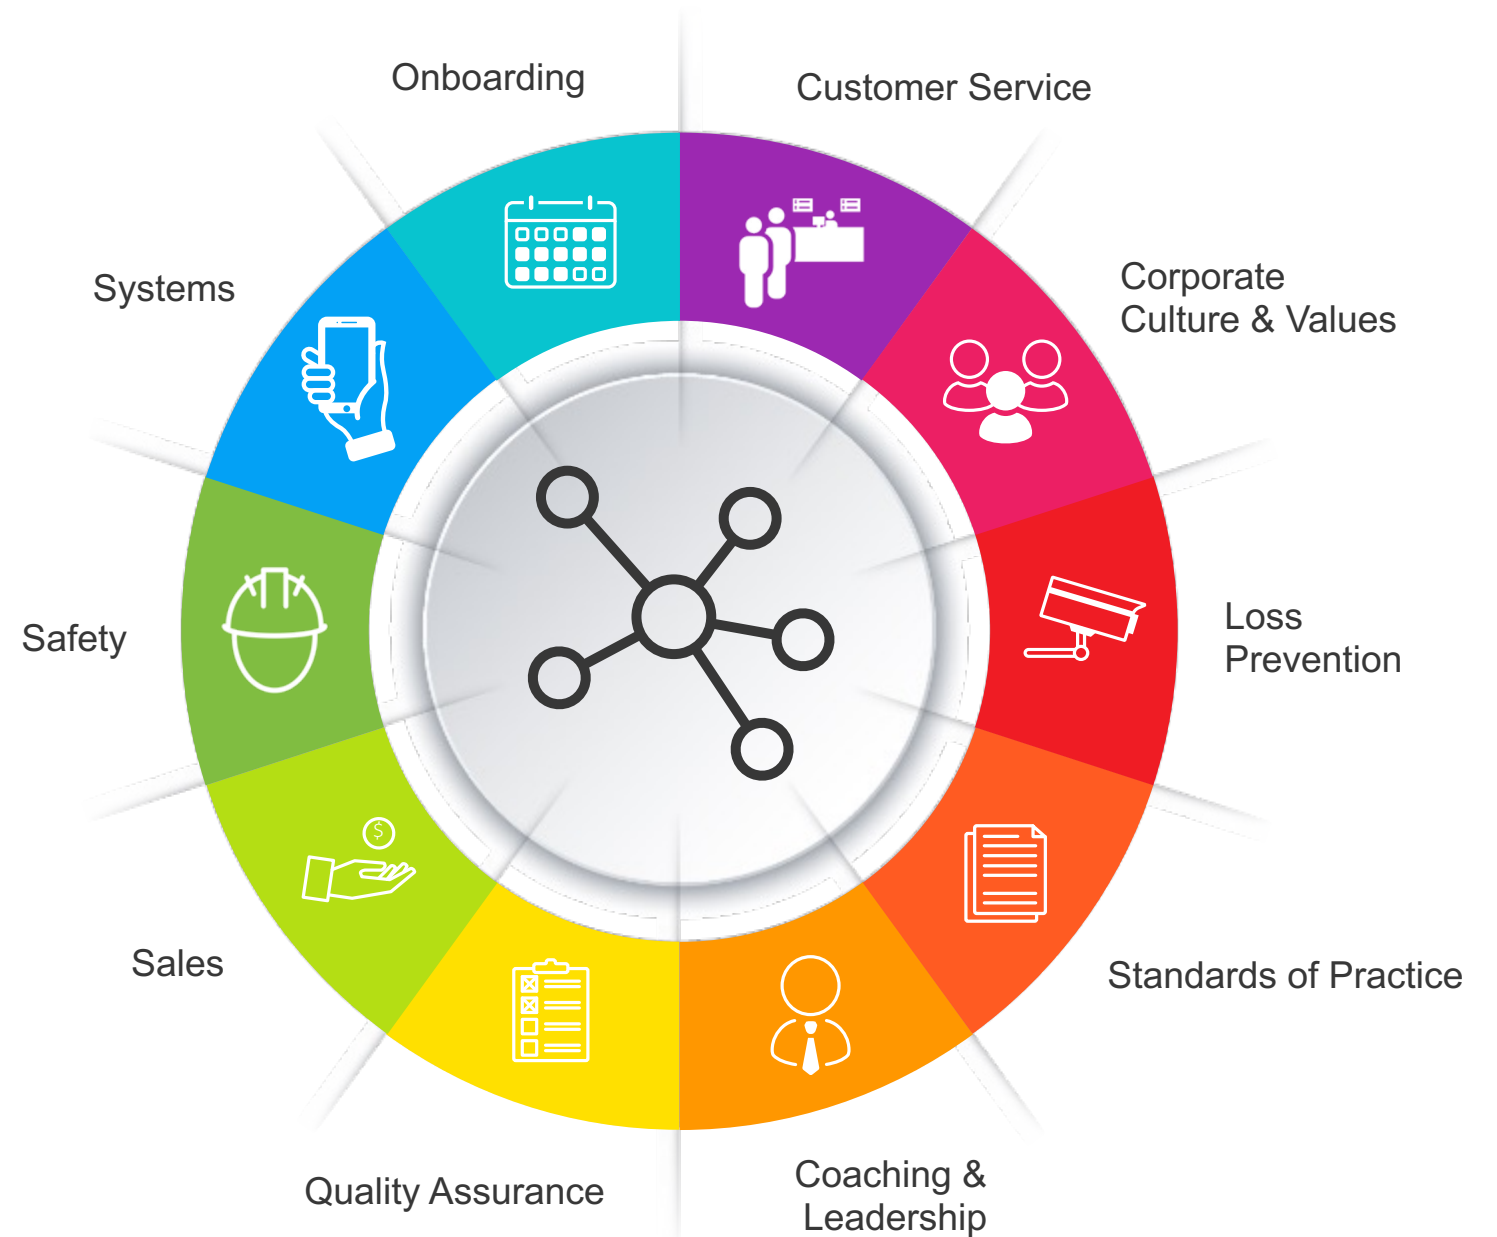 Onboarding
Customer Service
Systems
Corporate
Culture & Values
Safety
Loss
Prevention
$
Sales
Standards of Practice
Quality Assurance
Coaching &
Leadership